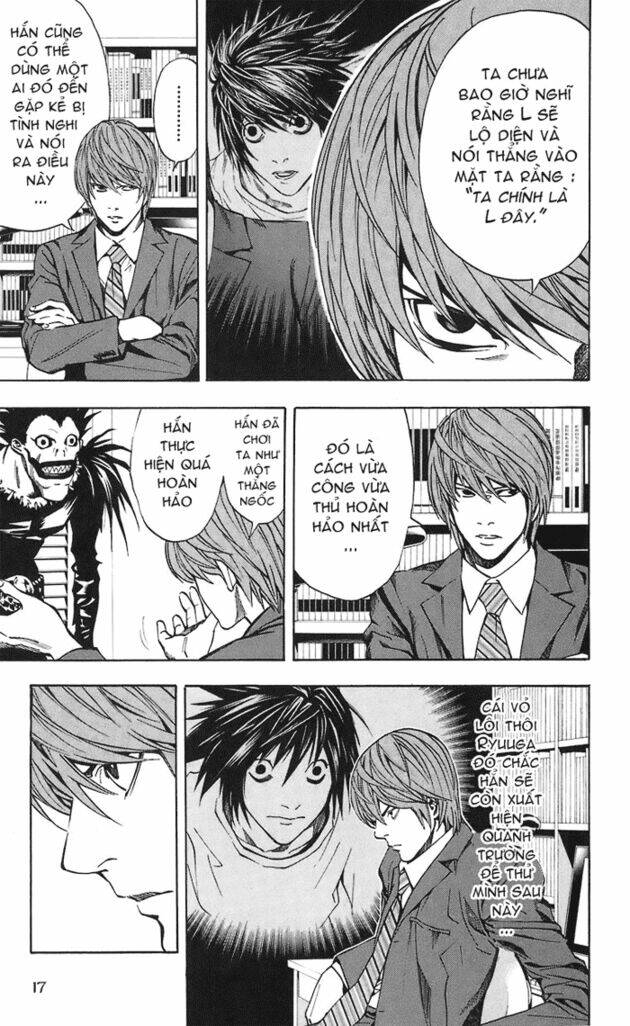 TA CHƯA
BAO GIỜ NGHĨ
RẰNG L SẼ
LỘ DIỆN VÀ
NÓI THẲNG VÀO
MẶT TA RẰNG :
"TA CHÍNH LÀ
L ĐÂY."
........
HẮN CŨNG
CÓ THỂ
DÙNG MỘT
AI ĐÓ ĐẾN
GẶP KẺ BỊ
TÌNH NGHI
VÀ NÓI
RA ĐIỀU
NÀY
...
ĐÓ LÀ
CÁCH VỪA
CÔNG VỪA
THỦ HOÀN
HẢO NHẤT
...
HẮN ĐÃ
CHƠI
TA NHƯ
MỘT
THẰNG
NGỐC
HẮN
THỰC
HIỆN QUÁ
HOÀN
HẢO
CÁI VỎ
LÔI THÔI
RYUUGA
ĐÓ CHẮC
HẲN SẼ
CÒN XUẤT
HIỆN
QUANH
TRƯỜNG
ĐỂ THỬ
MÌNH SAU
NÀY
...
17